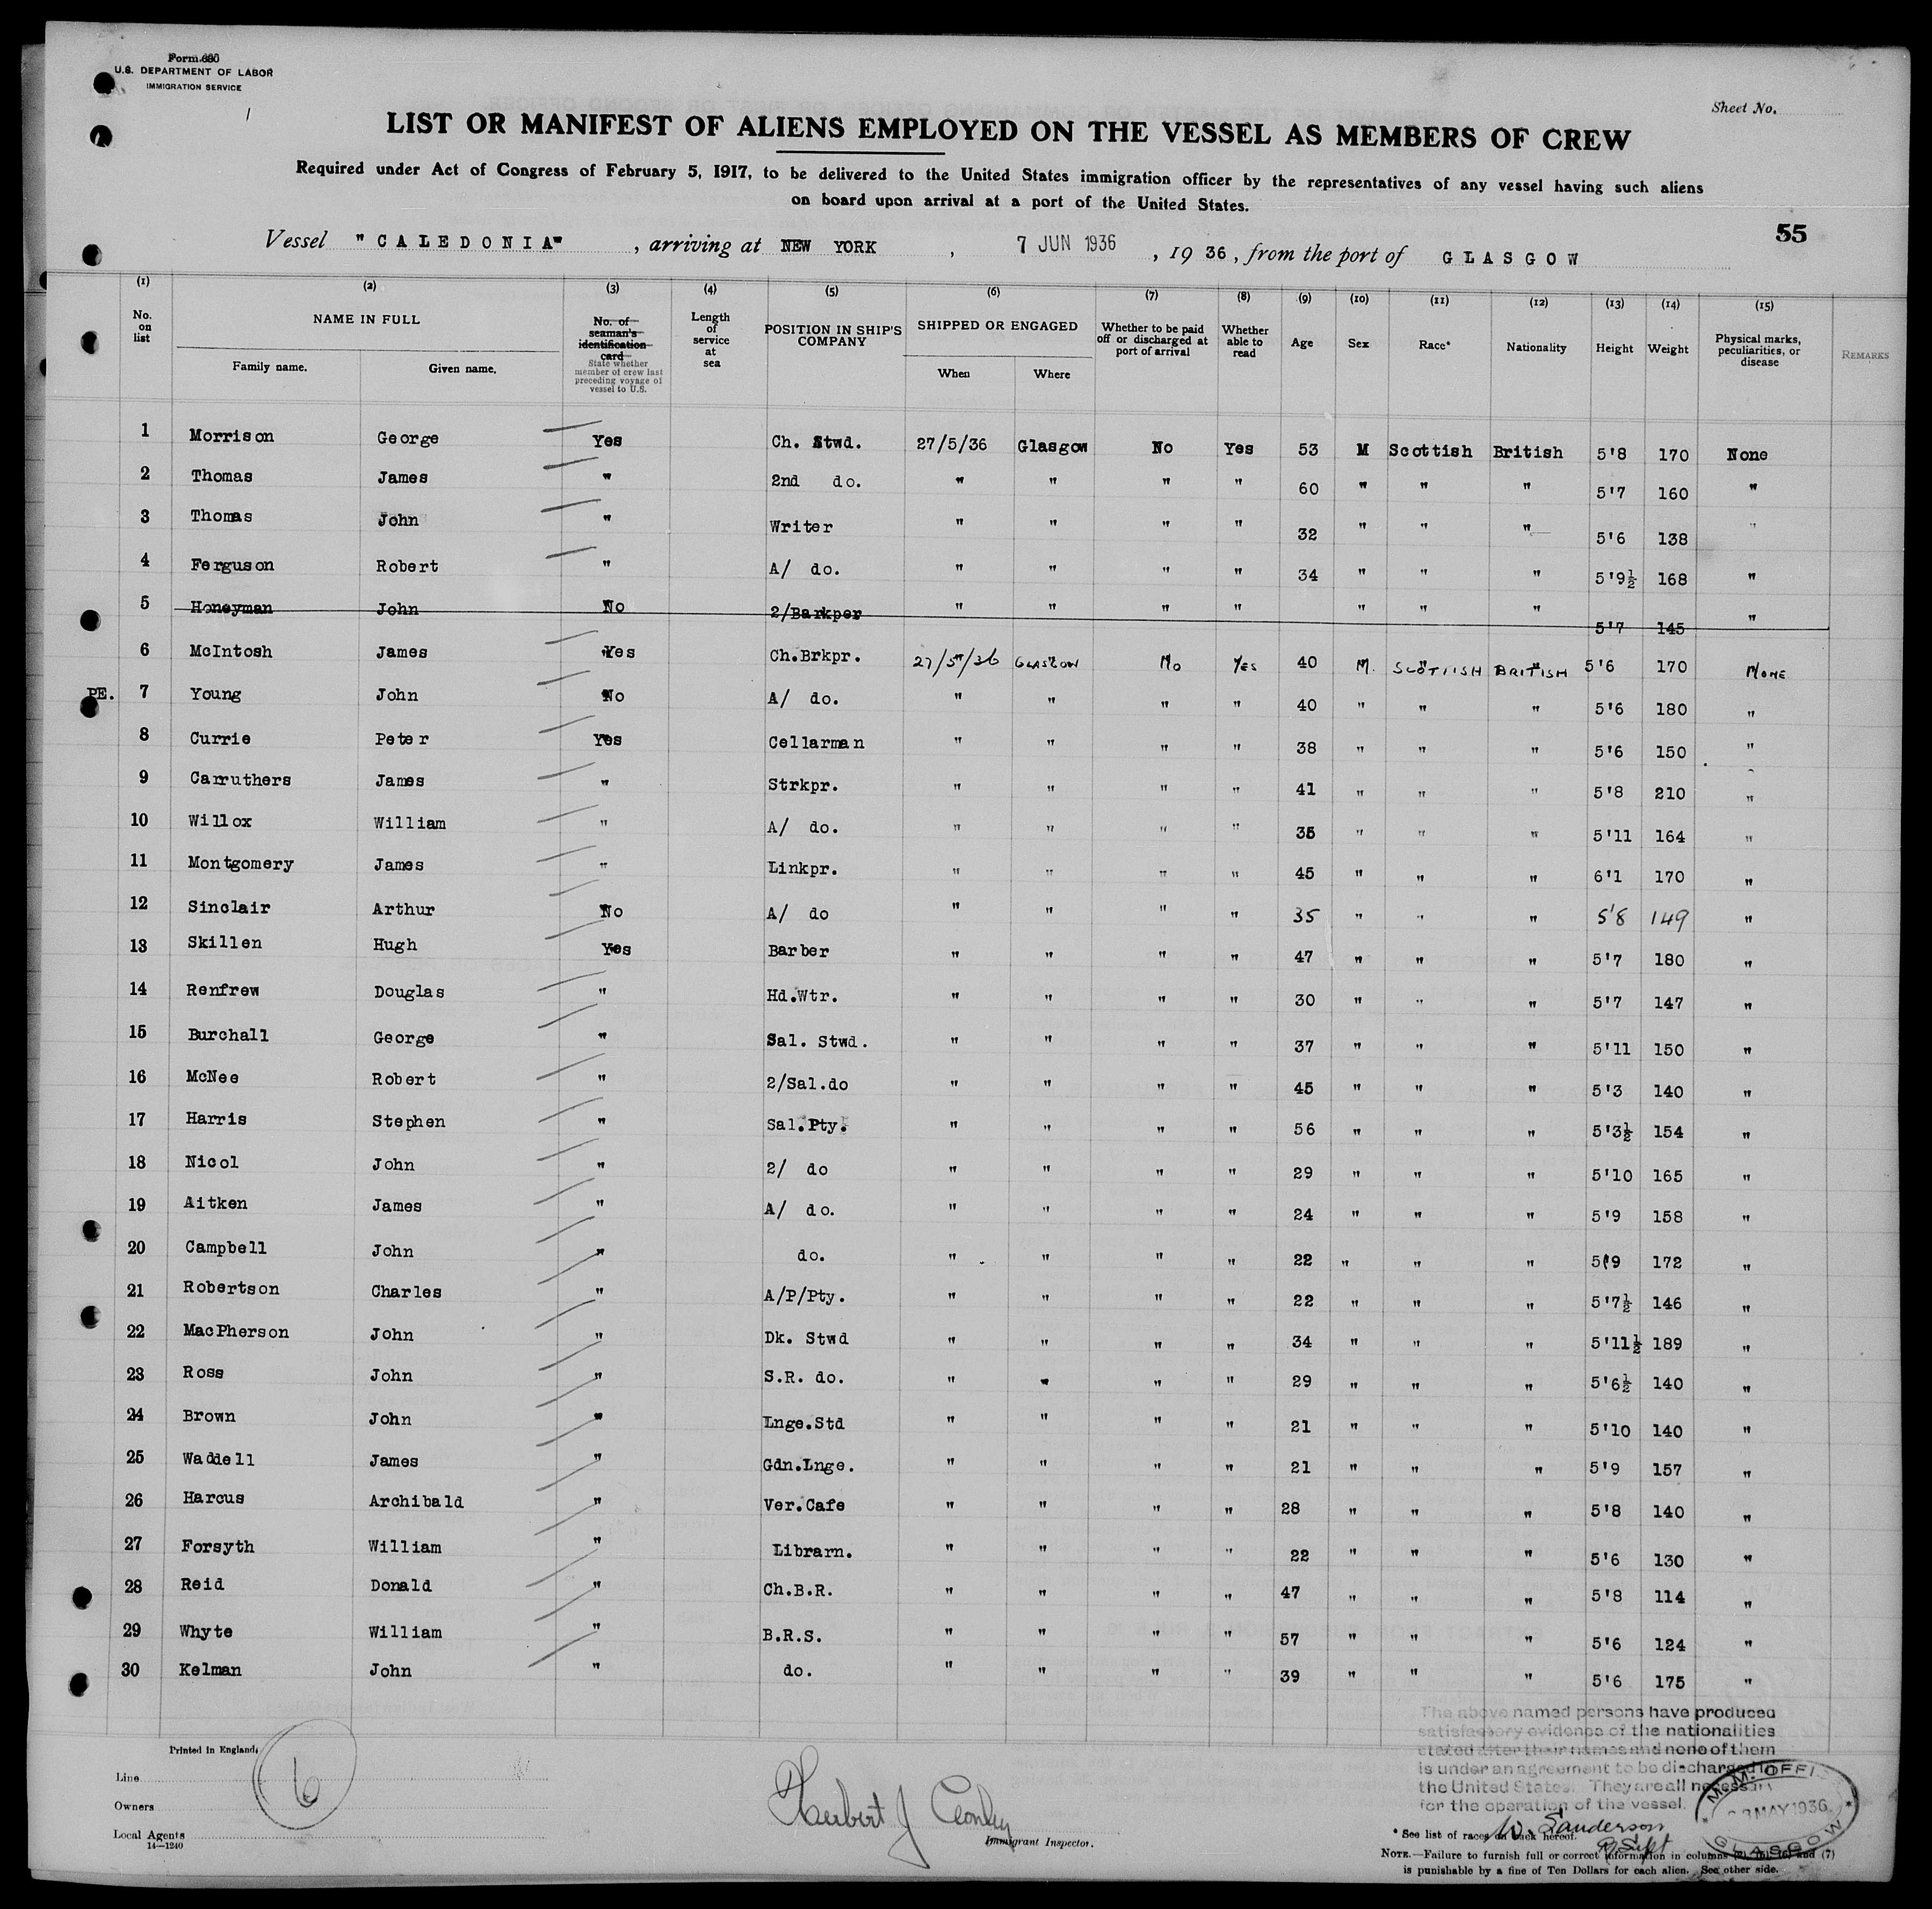 Form 680
U.S. DEPARTMENT OF LABOR
IMMIGRATION SERVICE
Sheet No.
LIST OR MANIFEST OF ALIENS EMPLOYED ON THE VESSEL AS MEMBERS OF CREW
Required under Act of Congress of February 5, 1917, to be delivered to the United States immigration officer by the representatives of any vessel having such aliens
on board upon arrival at a port of the United States.
55
Vessel "CALEDONIA", arriving at NEW YORK, 7 JUN 1936, 1936, from the port of GLASGOW
(1) (2) (3) (4) (5) (6) (7) (8) (9) (10) (11) (12) (13) (14) (15)
No. on list NAME IN FULL Family name. Given name. No. of seaman's identification card State whether member of crew last preceding voyage of vessel to U.S. Length of service at sea POSITION IN SHIP'S COMPANY SHIPPED OR ENGAGED When Where Whether to be paid off or discharged at port of arrival Whether able to read Age Sex Race* Nationality Height Weight Physical marks, peculiarities, or disease REMARKS
1 Morrison George Yes Ch. Stwd. 27/5/36 Glasgow No Yes 53 M Scottish British 5'8 170 None
2 Thomas James " 2nd do. " " " " 60 " " " 5'7 160 "
3 Thomas John " Writer " " " " 32 " " " 5'6 138 "
4 Ferguson Robert " A/ do. " " " " 34 " " " 5'9½ 168 "
5 Honeyman John No 2/Barkper " " " " " " " 5'7 145 "
6 McIntosh James Yes Ch.Brkpr. 27/5/36 GLASGOW No YES 40 M. SCOTTISH BRITISH 5'6 170 NONE
PE. 7 Young John No A/ do. " " " " 40 " " " 5'6 180 "
8 Currie Peter Yes Cellarman " " " " 38 " " " 5'6 150 "
9 Carruthers James " Strkpr. " " " " 41 " " " 5'8 210 "
10 Willox William " A/ do. " " " " 35 " " " 5'11 164 "
11 Montgomery James " Linkpr. " " " " 45 " " " 6'1 170 "
12 Sinclair Arthur No A/ do " " " " 35 " " " 5'8 149 "
13 Skillen Hugh Yes Barber " " " " 47 " " " 5'7 180 "
14 Renfrew Douglas " Hd.Wtr. " " " " 30 " " " 5'7 147 "
15 Burchall George " Sal. Stwd. " " " " 37 " " " 5'11 150 "
16 McNee Robert " 2/Sal.do " " " " 45 " " " 5'3 140 "
17 Harris Stephen " Sal.Pty. " " " " 56 " " " 5'3½ 154 "
18 Nicol John " 2/ do " " " " 29 " " " 5'10 165 "
19 Aitken James " A/ do. " " " " 24 " " " 5'9 158 "
20 Campbell John " do. " " " " 22 " " " 5'9 172 "
21 Robertson Charles " A/P/Pty. " " " " 22 " " " 5'7½ 146 "
22 MacPherson John " Dk. Stwd " " " " 34 " " " 5'11½ 189 "
23 Ross John " S.R. do. " " " " 29 " " " 5'6½ 140 "
24 Brown John " Lnge.Std " " " " 21 " " " 5'10 140 "
25 Waddell James " Gdn.Lnge. " " " " 21 " " " 5'9 157 "
26 Harcus Archibald " Ver.Cafe " " " " 28 " " " 5'8 140 "
27 Forsyth William " Librarn. " " " " 22 " " " 5'6 130 "
28 Reid Donald " Ch.B.R. " " " " 47 " " " 5'8 114 "
29 Whyte William " B.R.S. " " " " 57 " " " 5'6 124 "
30 Kelman John " do. " " " " 39 " " " 5'6 175 "
The above named persons have produced
satisfactory evidence of the nationalities
stated after their names and none of them
is under an agreement to be discharged in
the United States. They are all necessary
for the operation of the vessel.
Printed in England.
6
Line
Owners
Local Agents
14—1240
Herbert J
Immigrant Inspector.
M.M. OFFICE
MAY 1936
GLASGOW
W. Sanderson
* See list of races on back hereof.
NOTE.—Failure to furnish full or correct information in columns (2) (5) (6) and (7)
is punishable by a fine of Ten Dollars for each alien. See other side.